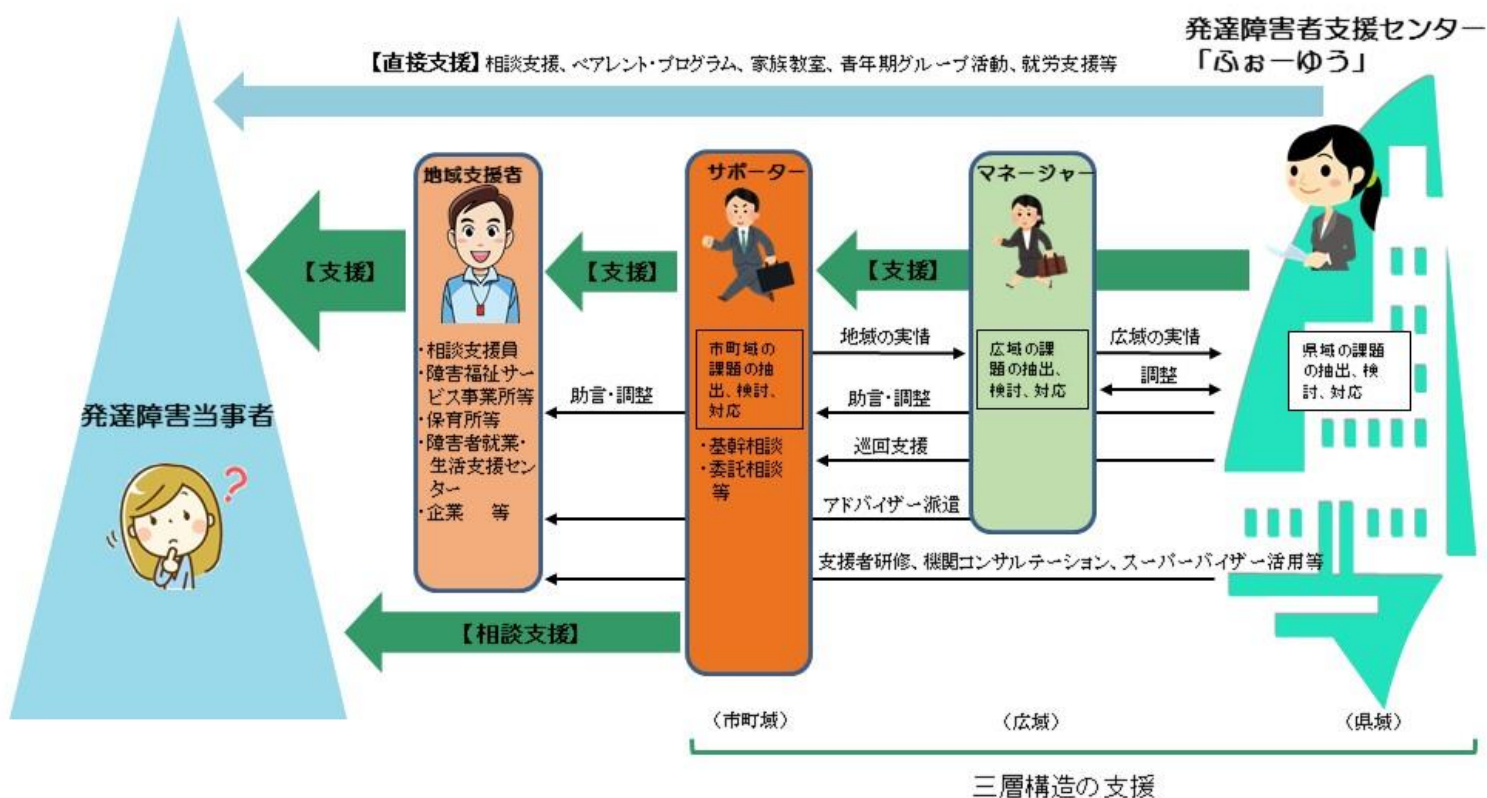 発達障害者支援センター
「ふぉーゆう」
【直接支援】相談支援、ペアレント・プログラム、家族教室、青年期グループ活動、就労支援等
地域支援者
サポーター
マネージャー
【支援】
【支援】
【支援】
・相談支援員
・障害福祉サー
ビス事業所等
・保育所等
・障害者就業・
生活支援セン
ター
・企業　等
市町域の
課題の抽
出、検討、
対応
・基幹相談
・委託相談
等
広域の課
題の抽出、
検討、対応
県域の課題
の抽出、検
討、対応
地域の実情
広域の実情
調整
助言・調整
助言・調整
巡回支援
アドバイザー派遣
支援者研修、機関コンサルテーション、スーパーバイザー活用等
発達障害当事者
?
【相談支援】
（市町域）
（広域）
（県域）
三層構造の支援